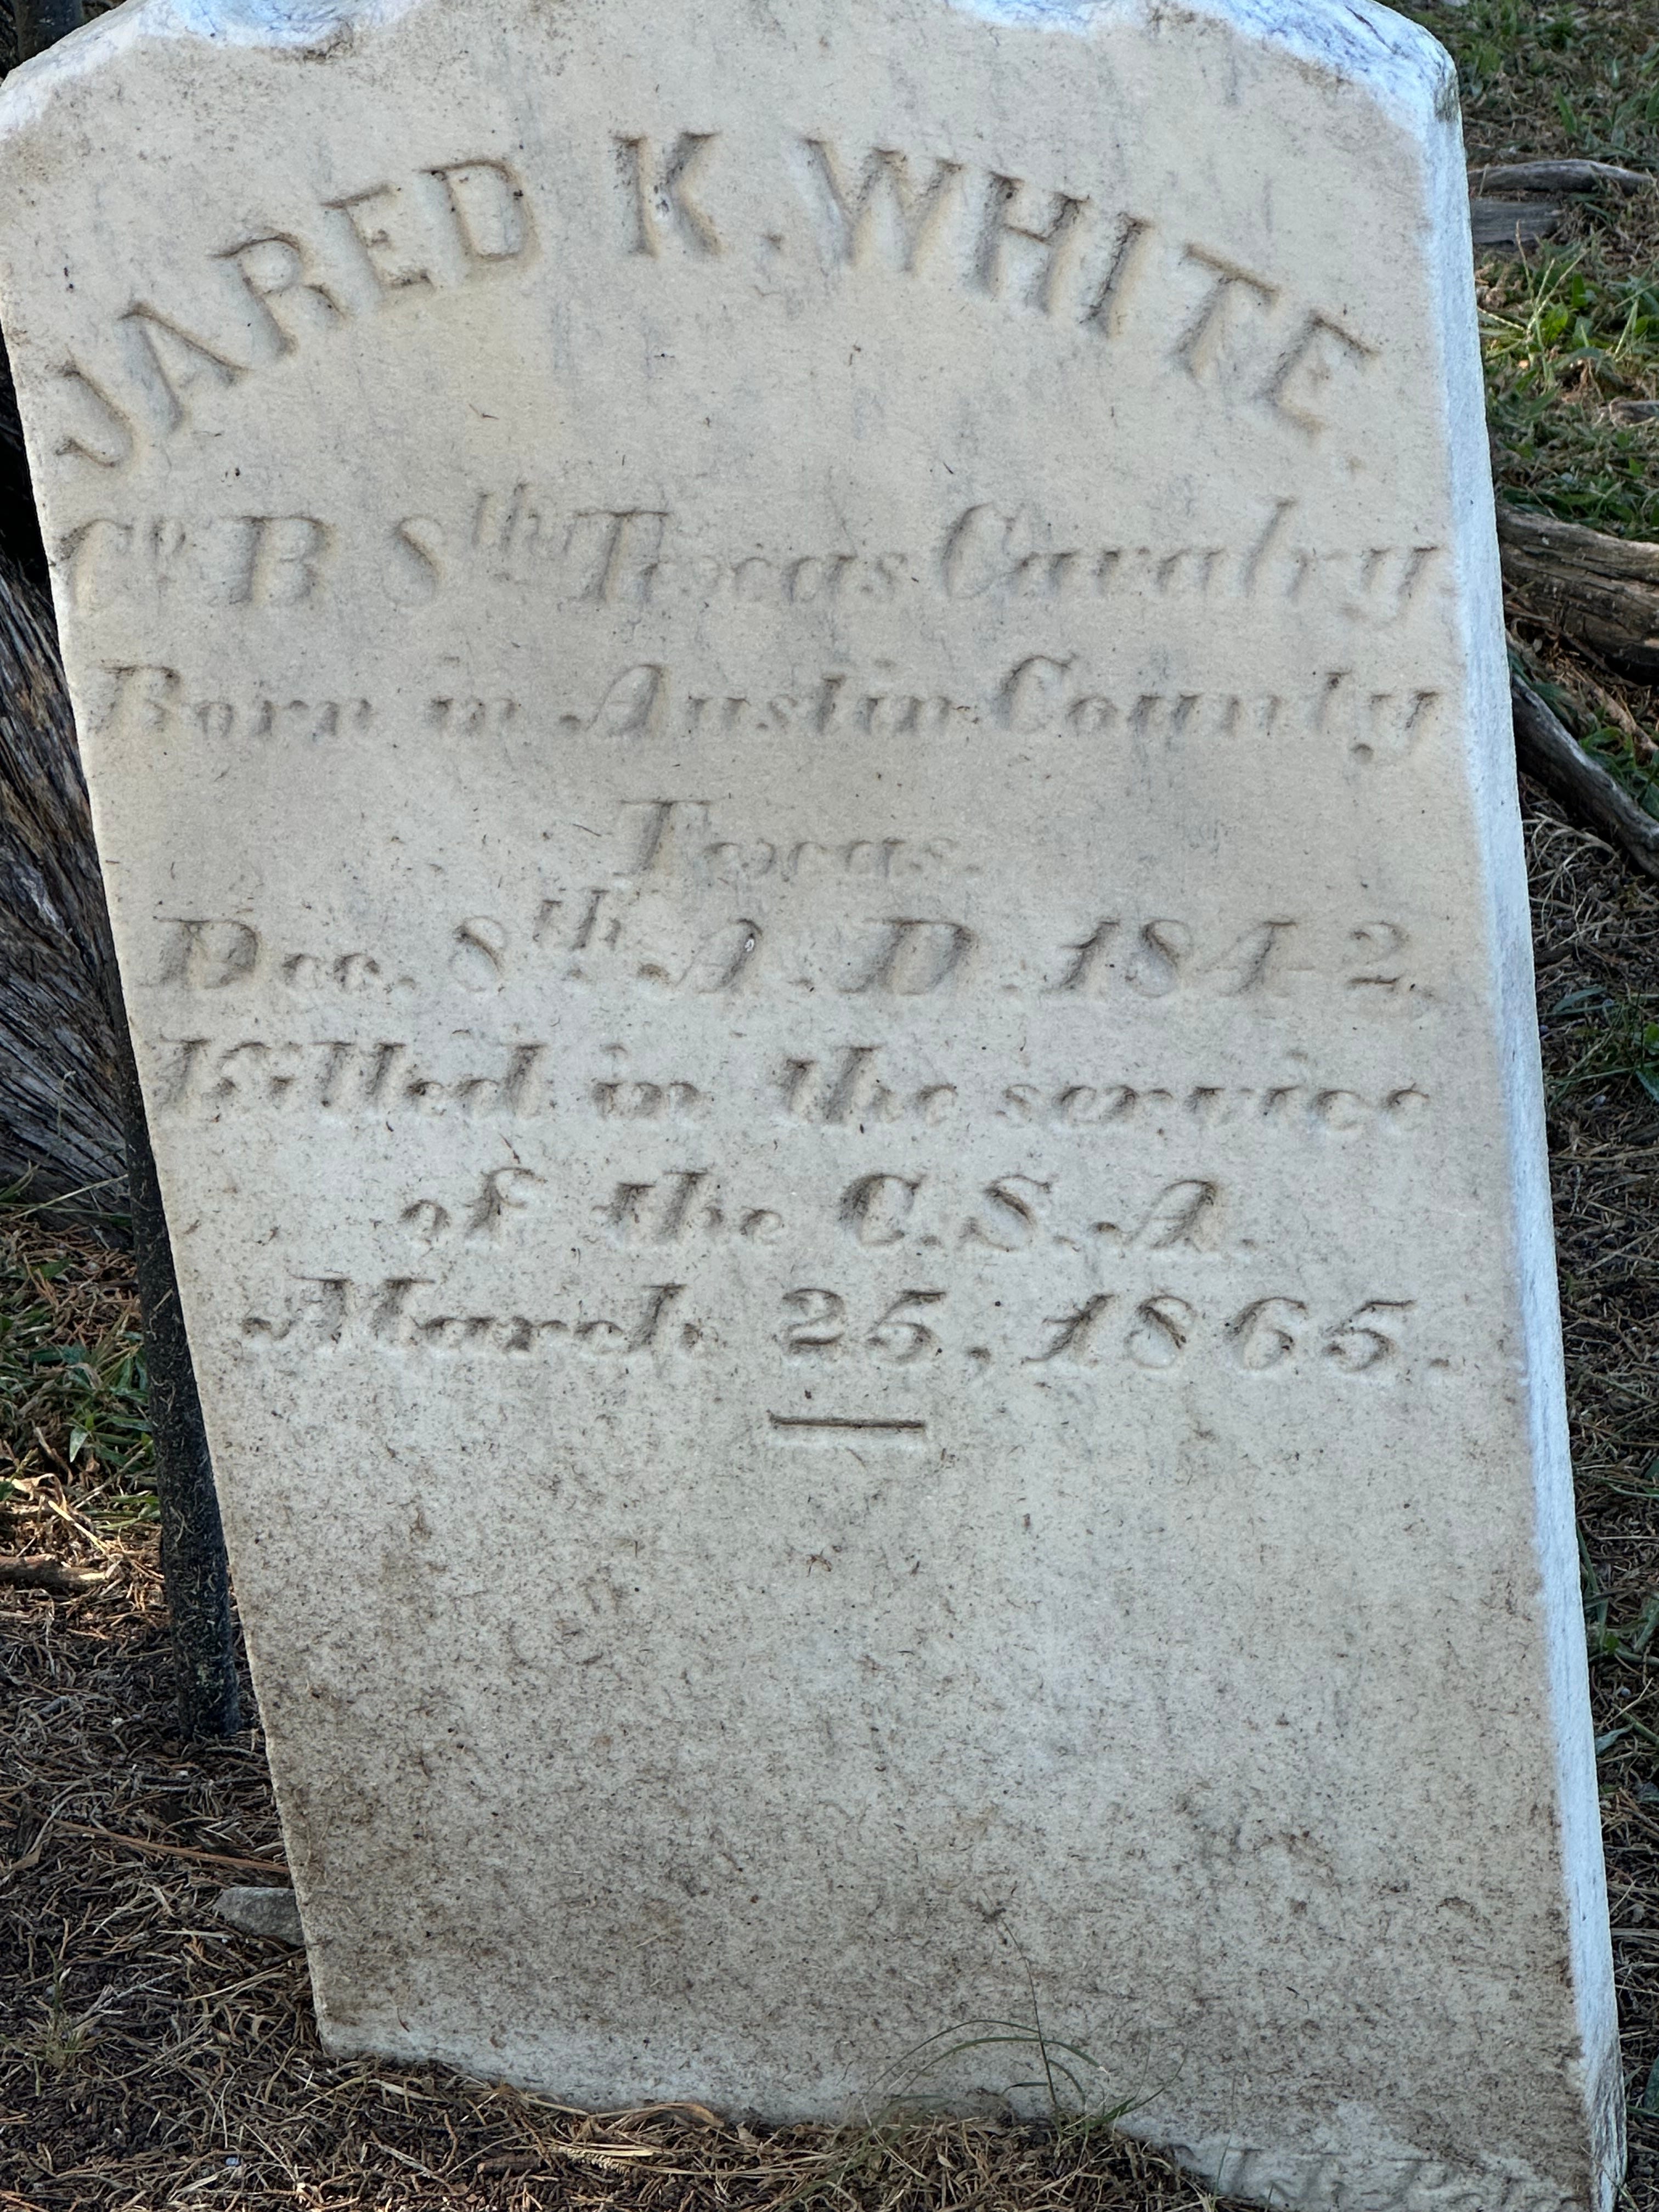 JARED K. WHITE.
Co. B 8th Texas Cavalry
Born in Austin County
Texas.
Dec. 8th A. D. 1842.
Killed in the service
of the C. S. A.
March 25, 1865.